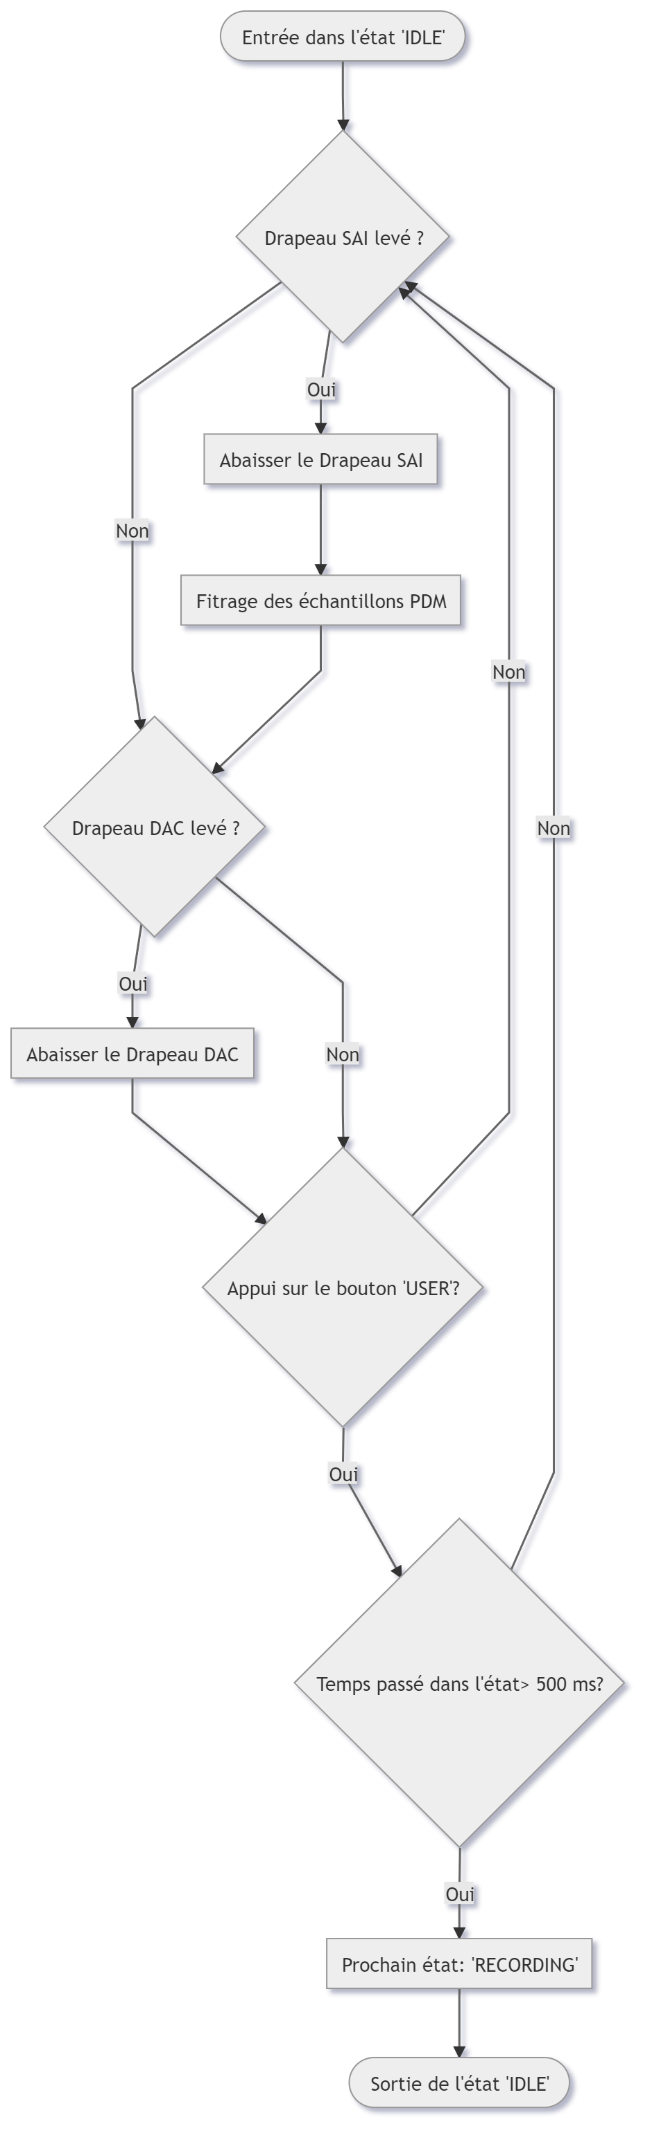 Entrée dans l'état 'IDLE'
Drapeau SAI levé ?
Oui
Abaisser le Drapeau SAI
Non
Fitrage des échantillons PDM
Non
Drapeau DAC levé ?
Non
Oui
Abaisser le Drapeau DAC
Non
Appui sur le bouton 'USER'?
Oui
Temps passé dans l'état> 500 ms?
Oui
Prochain état: 'RECORDING'
Sortie de l'état 'IDLE'